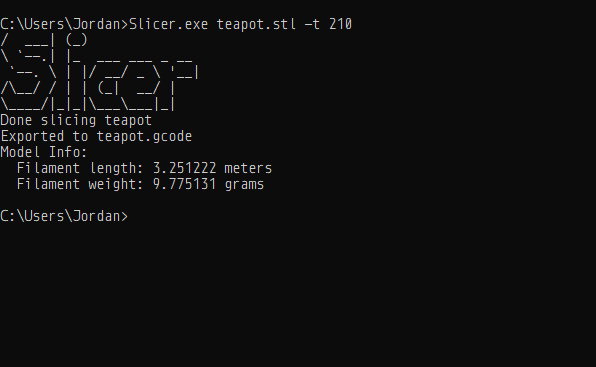 C:\Users\Jordan>Slicer.exe teapot.stl -t 210
/  ___| (_)
\ `--.| |_  ___ ___ _ __
 `--. \ | |/ __/ _ \ '__|
/\__/ / | | (_|  __/ |
\____/|_|_|\___\___|_|
Done slicing teapot
Exported to teapot.gcode
Model Info:
  Filament length: 3.251222 meters
  Filament weight: 9.775131 grams
C:\Users\Jordan>